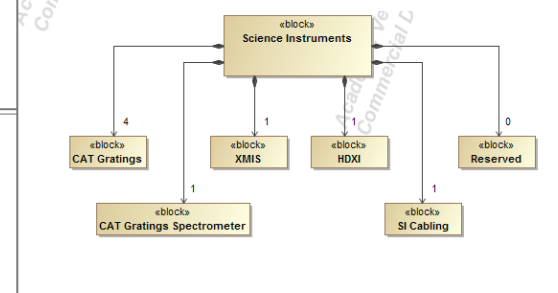 «block»
Science Instruments
4
1
1
0
«block»
CAT Gratings
«block»
XMIS
«block»
HDXI
«block»
Reserved
1
1
«block»
CAT Gratings Spectrometer
«block»
SI Cabling
Commercial D